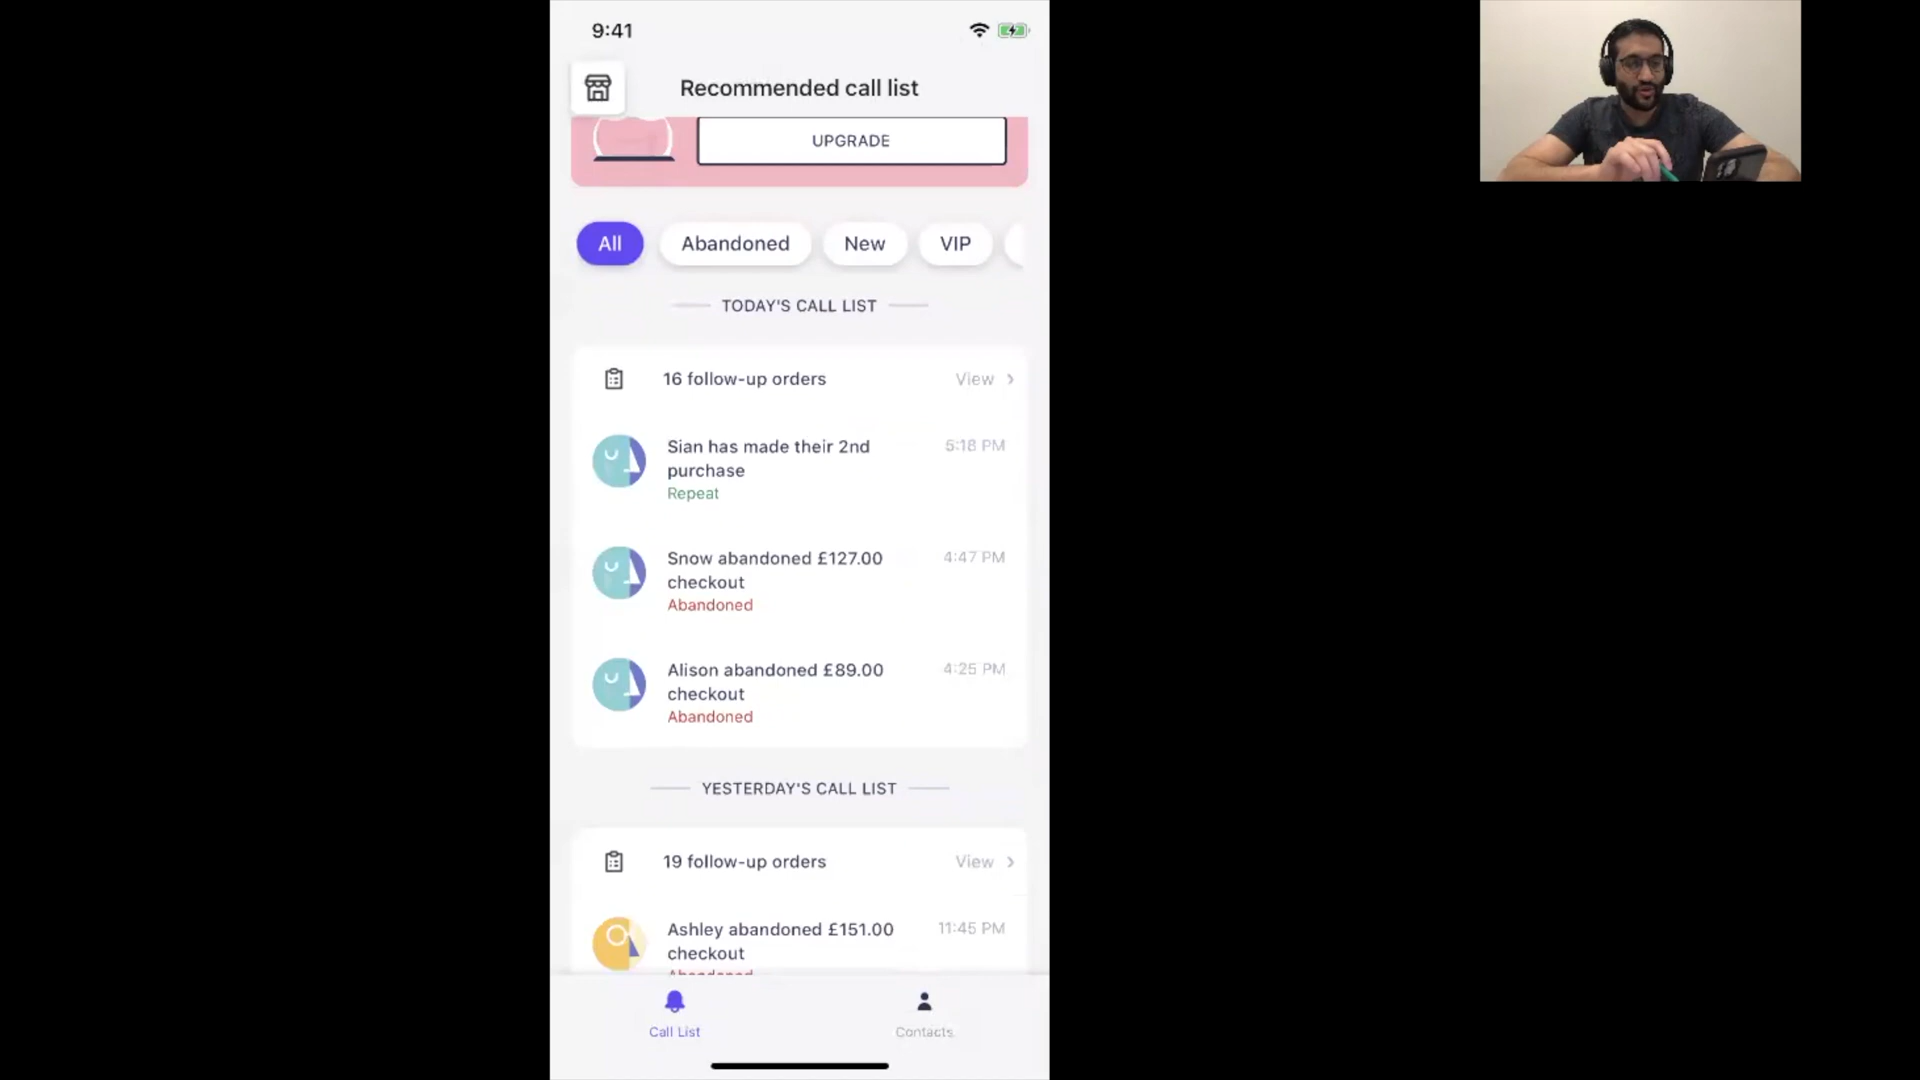 9:41
Recommended call list
UPGRADE
All
Abandoned
New
VIP
TODAY'S CALL LIST
16 follow-up orders
View
Sian has made their 2nd
purchase
Repeat
5:18 PM
Snow abandoned £127.00
checkout
Abandoned
4:47 PM
Alison abandoned £89.00
checkout
Abandoned
4:25 PM
YESTERDAY'S CALL LIST
19 follow-up orders
View
Ashley abandoned £151.00
checkout
Abandoned
11:45 PM
Call List
Contacts